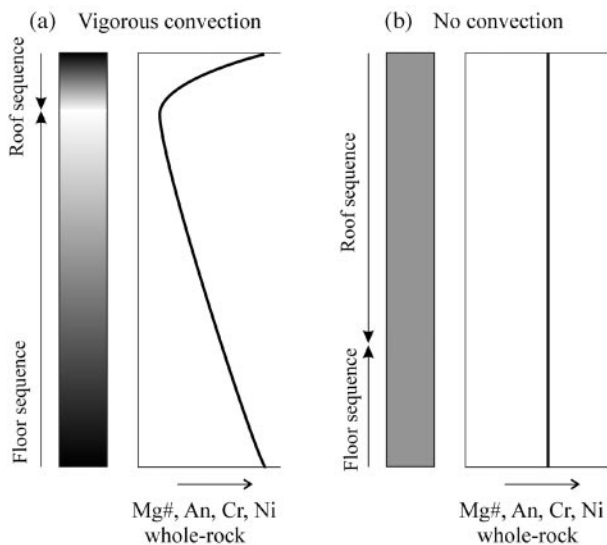 (a) Vigorous convection
Roof sequence
Floor sequence
Mg#, An, Cr, Ni
whole-rock
(b) No convection
Roof sequence
Floor sequence
Mg#, An, Cr, Ni
whole-rock